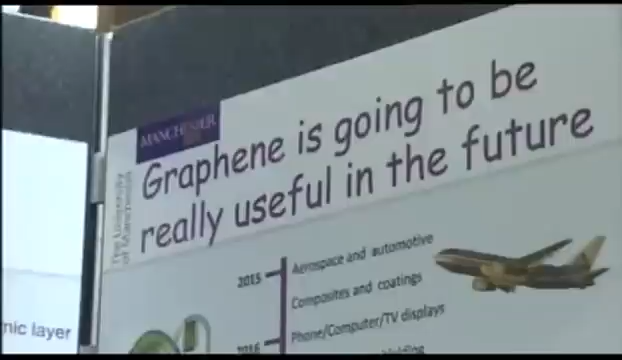 MANCHESTER
The University
of Manchester
Graphene is going to be
really useful in the future
2015
Aerospace and automotive
Composites and coatings
Phone/Computer/TV displays
2016
nic layer